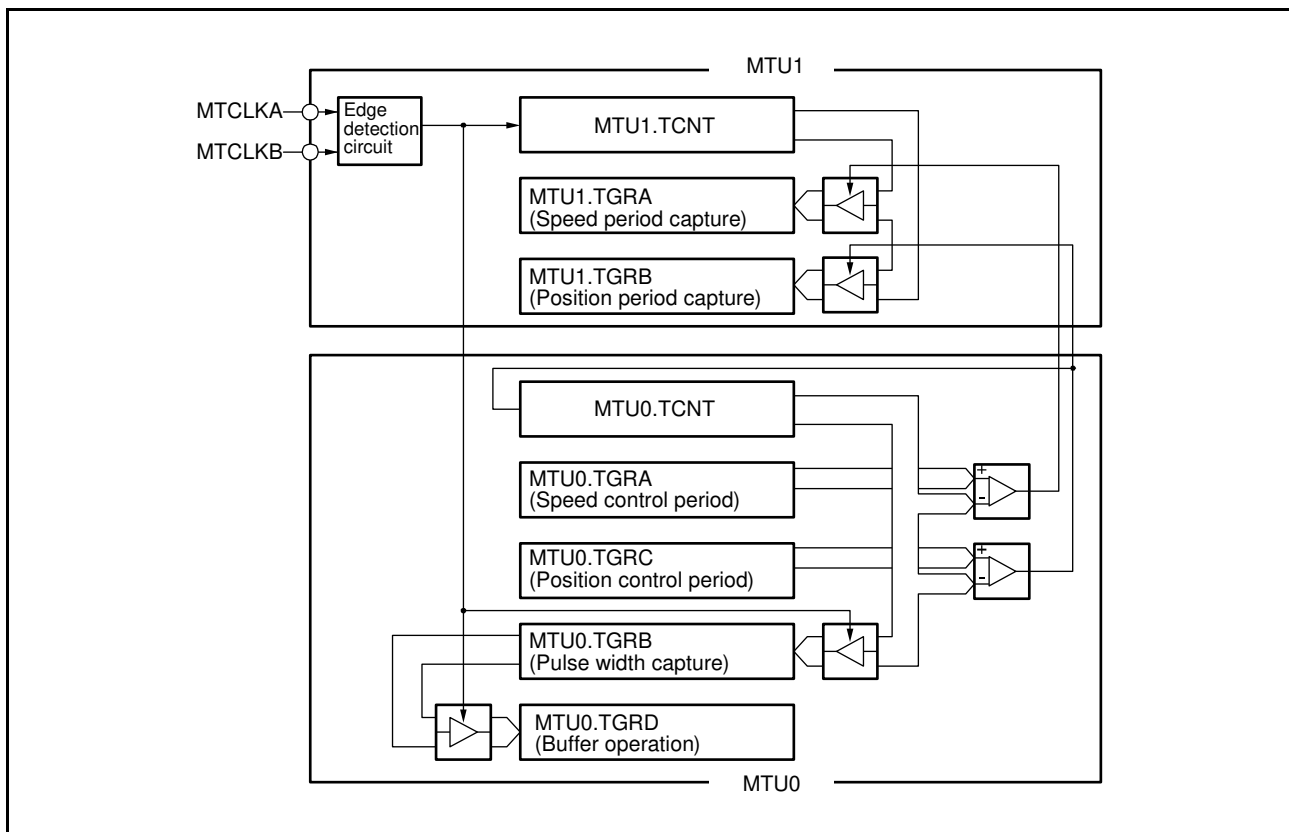 MTU1
MTCLKA
MTCLKB
Edge
detection
circuit
MTU1.TCNT
MTU1.TGRA
(Speed period capture)
MTU1.TGRB
(Position period capture)
MTU0.TCNT
MTU0.TGRA
(Speed control period)
+
-
MTU0.TGRC
(Position control period)
+
-
MTU0.TGRB
(Pulse width capture)
MTU0.TGRD
(Buffer operation)
MTU0